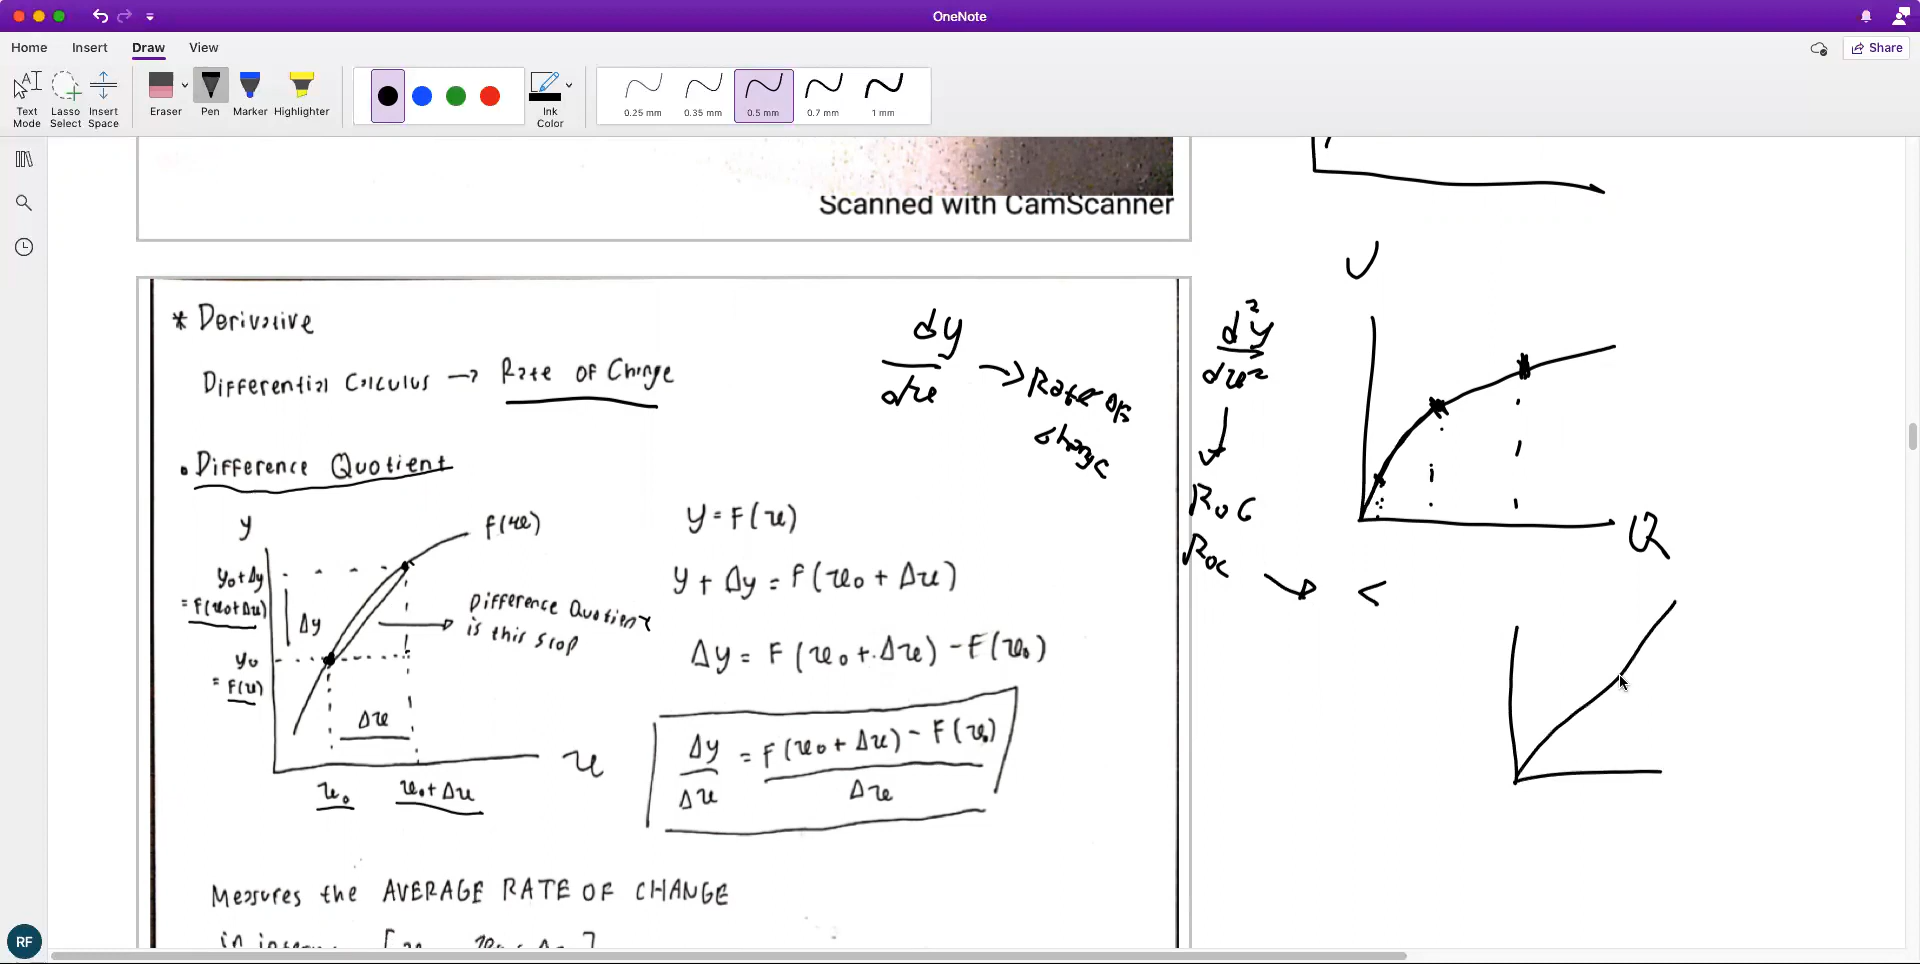 OneNote
Home Insert Draw View
Share
Text Mode
Lasso Select
Insert Space
Eraser
Pen
Marker
Highlighter
Ink Color
0.25 mm
0.35 mm
0.5 mm
0.7 mm
1 mm
Scanned with CamScanner
* Derivative
Differential Calculus → Rate of Change
dy/dx → Rate of change
• Difference Quotient
y
f(x)
y₀+Δy
= F(x₀+Δx)
Δy
y₀
= F(x)
Difference Quotient
is this slop
Δx
x
x₀
x₀+Δx
y = F(x)
y + Δy = F(x₀ + Δx)
Δy = F(x₀ + Δx) - F(x₀)
Δy/Δx = F(x₀ + Δx) - F(x₀) / Δx
Measures the AVERAGE RATE OF CHANGE
d²y/dx²
RoC
RoC → <
U
Q
RF